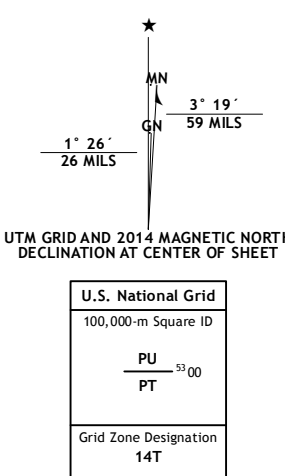 ★
MN
3° 19´
59 MILS
GN
1° 26´
26 MILS
UTM GRID AND 2014 MAGNETIC NORTH
DECLINATION AT CENTER OF SHEET
U.S. National Grid
100,000-m Square ID
PU
5300
PT
Grid Zone Designation
14T